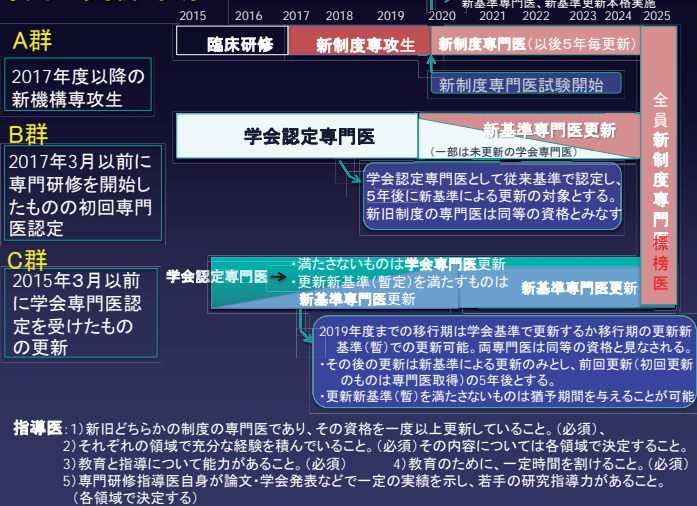 新基準専門医、新基準更新本格実施
2015 2016 2017 2018 2019 2020 2021 2022 2023 2024 2025
A群
2017年度以降の
新機構専攻生
臨床研修
新制度専攻生
新制度専門医(以後5年毎更新)
新制度専門医試験開始
B群
2017年3月以前に
専門研修を開始し
たものの初回専門
医認定
学会認定専門医
新基準専門医更新
(一部は未更新の学会専門医)
学会認定専門医として従来基準で認定し、
5年後に新基準による更新の対象とする。
新旧制度の専門医は同等の資格とみなす
全員新制度専門医標榜医
C群
2015年3月以前
に学会専門医認
定を受けたもの
の更新
学会認定専門医→
・満たさないものは学会専門医更新
・更新新基準(暫定)を満たすものは
新基準専門医更新
新基準専門医更新
2019年度までの移行期は学会基準で更新するか移行期の更新新
基準(暫)での更新可能。両専門医は同等の資格と見なされる。
・その後の更新は新基準による更新のみとし、前回更新(初回更新
のものは専門医取得)の5年後とする。
・更新新基準(暫)を満たさないものは猶予期間を与えることが可能
指導医:1)新旧どちらかの制度の専門医であり、その資格を一度以上更新していること。(必須)、
2)それぞれの領域で充分な経験を積んでいること。(必須)その内容については各領域で決定すること。
3)教育と指導について能力があること。(必須) 4)教育のために、一定時間を割けること。(必須)
5)専門研修指導医自身が論文・学会発表などで一定の実績を示し、若手の研究指導力があること。
(各領域で決定する)